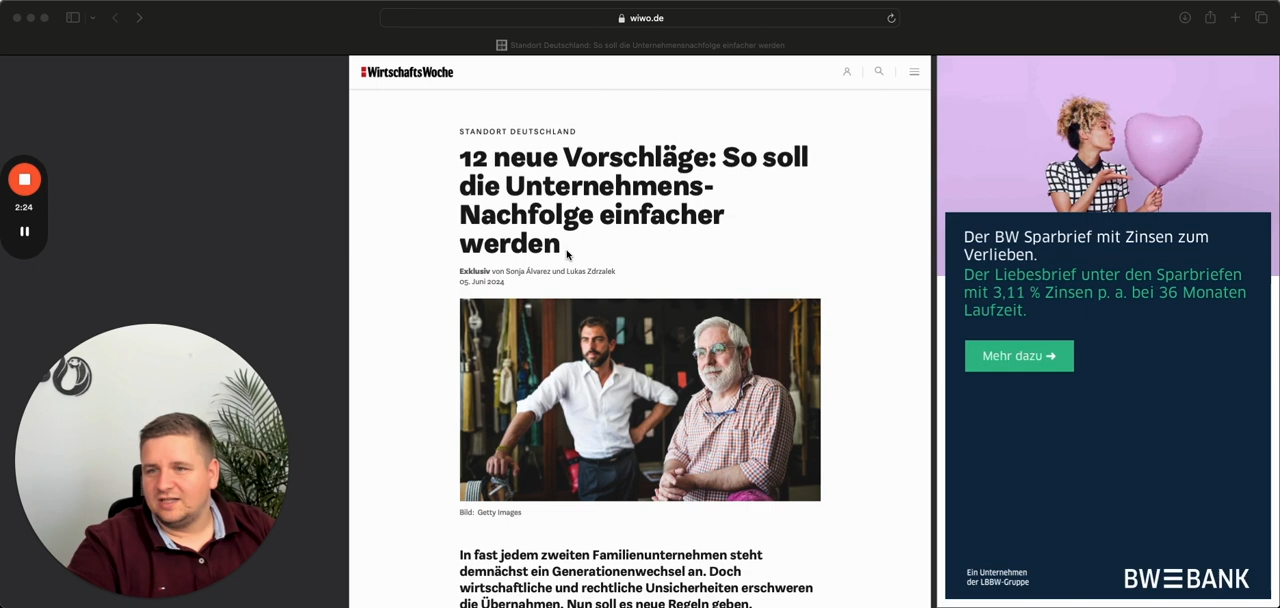 wiwo.de
Standort Deutschland: So soll die Unternehmensnachfolge einfacher werden
WirtschaftsWoche
2:24
STANDORT DEUTSCHLAND
12 neue Vorschläge: So soll
die Unternehmens-
Nachfolge einfacher
werden
Exklusiv von Sonja Álvarez und Lukas Zdrzalek
05. Juni 2024
Bild: Getty Images
In fast jedem zweiten Familienunternehmen steht
demnächst ein Generationenwechsel an. Doch
wirtschaftliche und rechtliche Unsicherheiten erschweren
die Übernahmen. Nun soll es neue Regeln geben.
Der BW Sparbrief mit Zinsen zum
Verlieben.
Der Liebesbrief unter den Sparbriefen
mit 3,11 % Zinsen p. a. bei 36 Monaten
Laufzeit.
Mehr dazu ➔
Ein Unternehmen
der LBBW-Gruppe
BW BANK